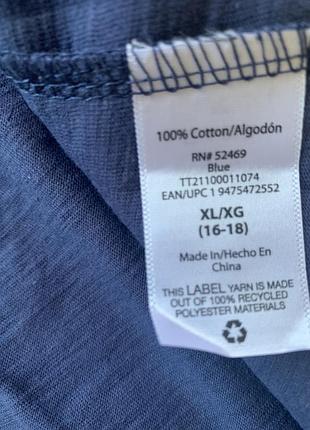 100% Cotton/Algodón
RN# 52469
Blue
TT21100011074
EAN/UPC 1 9475472552
XL/XG
(16-18)
Made In/Hecho En
China
THIS LABEL YARN IS MADE
OUT OF 100% RECYCLED
POLYESTER MATERIALS